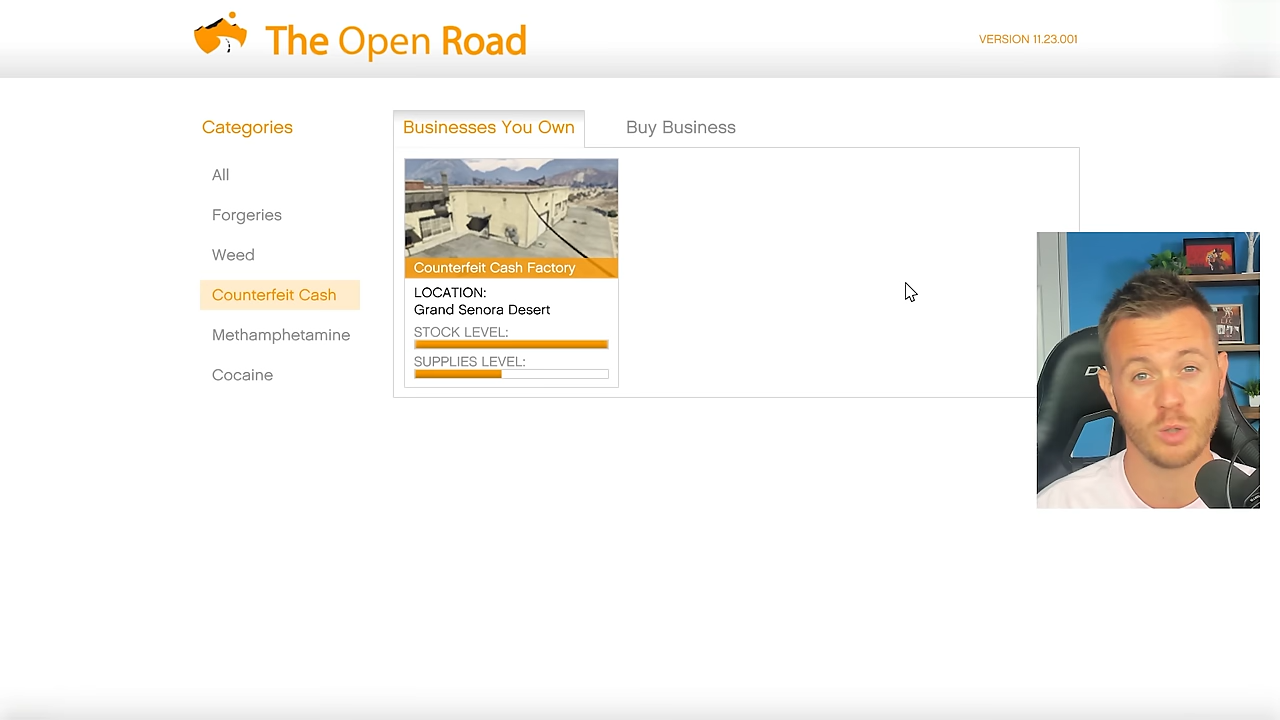 The Open Road
VERSION 11.23.001
Categories
All
Forgeries
Weed
Counterfeit Cash
Methamphetamine
Cocaine
Businesses You Own
Buy Business
Counterfeit Cash Factory
LOCATION:
Grand Senora Desert
STOCK LEVEL:
SUPPLIES LEVEL: